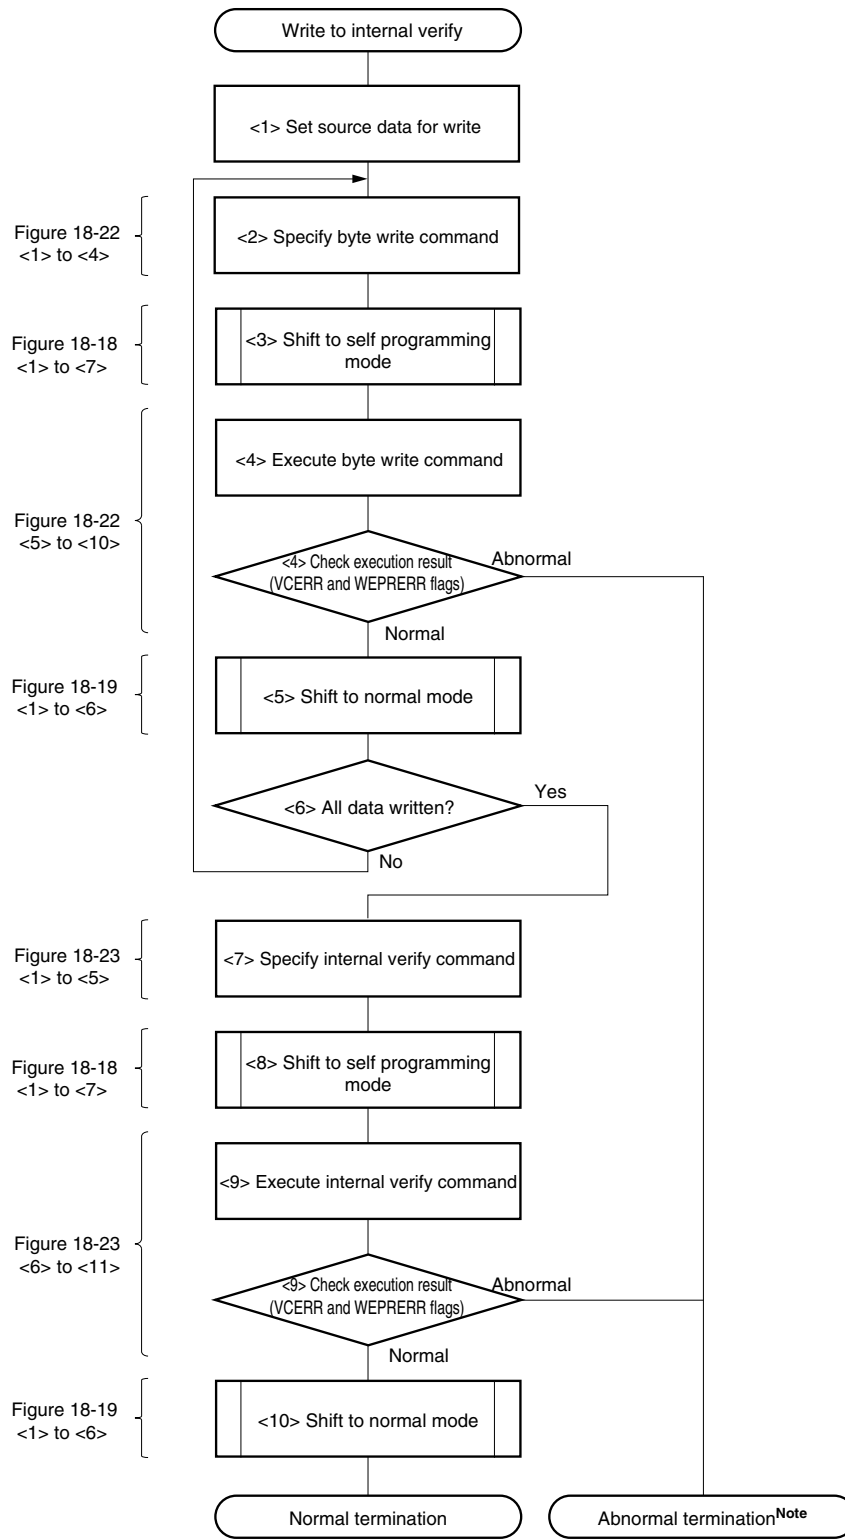 Write to internal verify
<1> Set source data for write
Figure 18-22
<1> to <4>
<2> Specify byte write command
Figure 18-18
<1> to <7>
<3> Shift to self programming
mode
<4> Execute byte write command
Figure 18-22
<5> to <10>
<4> Check execution result
(VCERR and WEPRERR flags)
Abnormal
Normal
Figure 18-19
<1> to <6>
<5> Shift to normal mode
<6> All data written?
Yes
No
Figure 18-23
<1> to <5>
<7> Specify internal verify command
Figure 18-18
<1> to <7>
<8> Shift to self programming
mode
<9> Execute internal verify command
Figure 18-23
<6> to <11>
<9> Check execution result
(VCERR and WEPRERR flags)
Abnormal
Normal
Figure 18-19
<1> to <6>
<10> Shift to normal mode
Normal termination
Abnormal termination Note